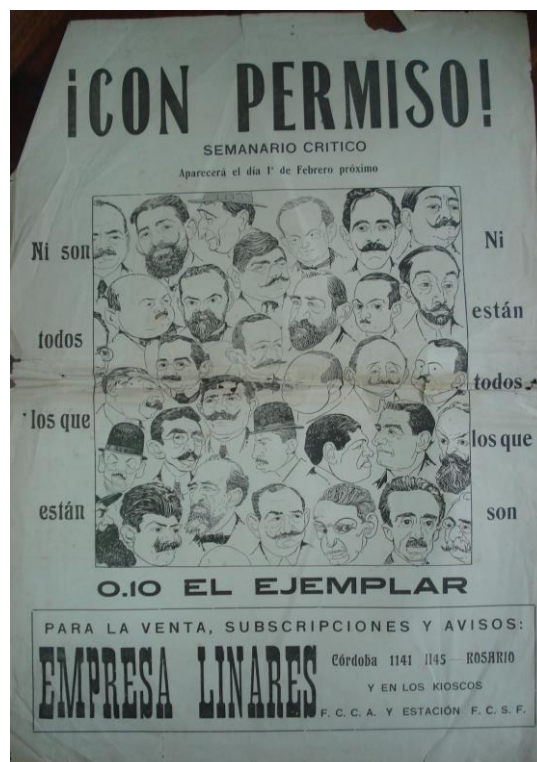 ¡CON PERMISO!
SEMANARIO CRITICO
Aparecerá el día 1º de Febrero próximo
Ni son
todos
los que
están
Ni
están
todos
los que
son
0.10 EL EJEMPLAR
PARA LA VENTA, SUBSCRIPCIONES Y AVISOS:
EMPRESA LINARES
Córdoba 1141 1145 - ROSARIO
Y EN LOS KIOSCOS
F. C. C. A. Y ESTACIÓN F. C. S. F.